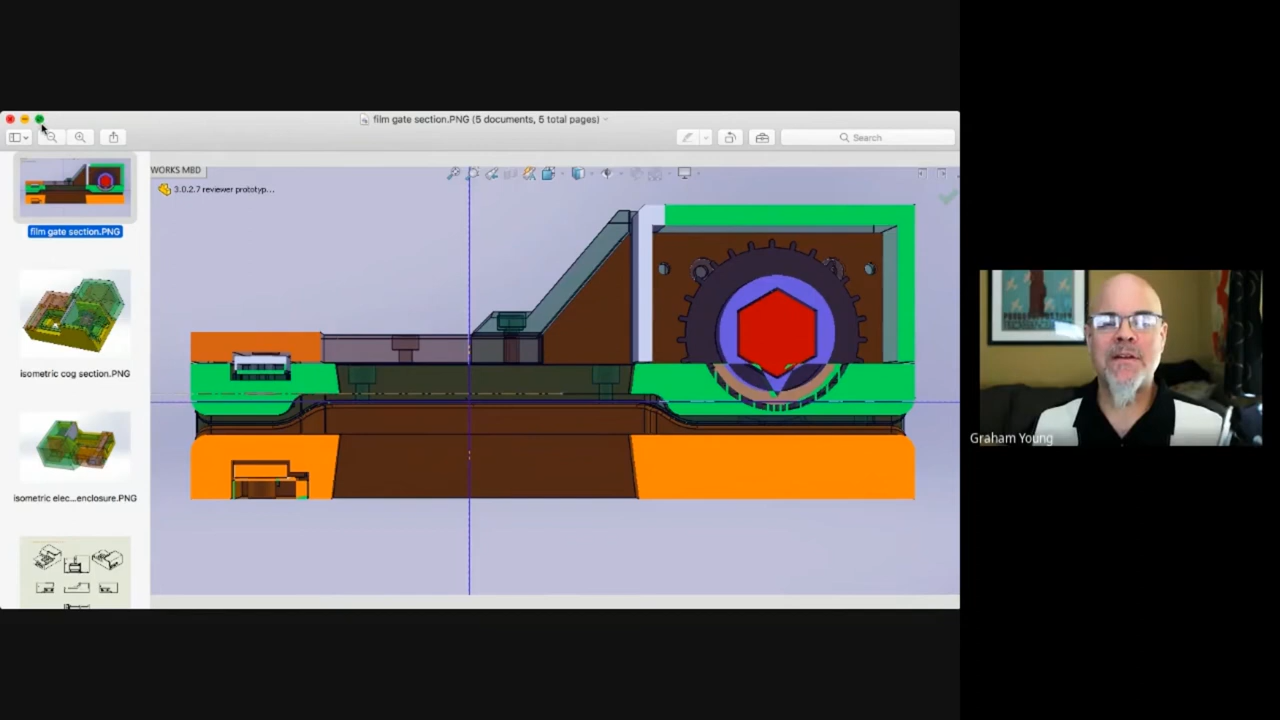 film gate section.PNG (5 documents, 5 total pages)
Search
WORKS MBD
3.0.2.7 reviewer prototyp...
film gate section.PNG
isometric cog section.PNG
isometric elec...enclosure.PNG
Graham Young